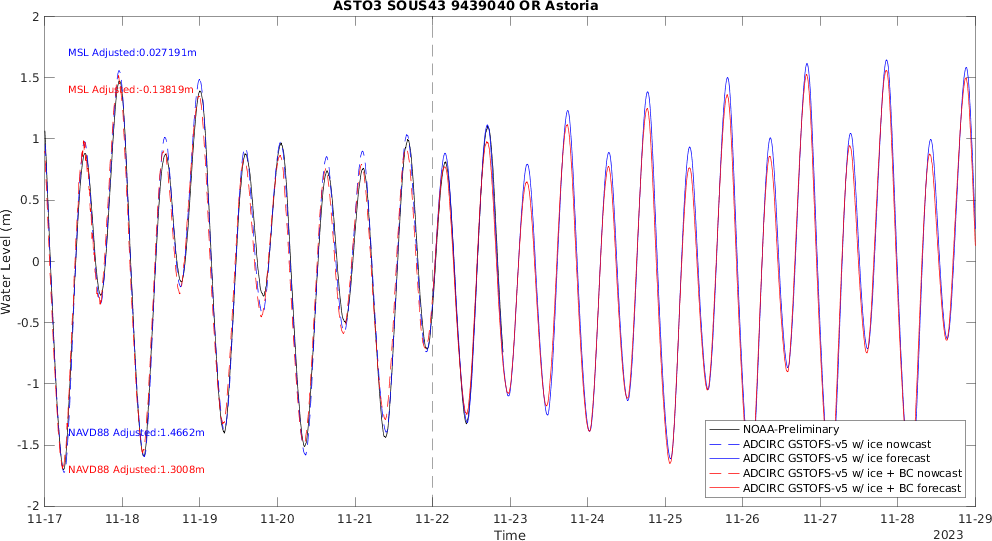 ASTO3 SOUS43 9439040 OR Astoria
2
1.5
1
0.5
0
-0.5
-1
-1.5
-2
Water Level (m)
MSL Adjusted:0.027191m
MSL Adjusted:-0.13819m
NAVD88 Adjusted:1.4662m
NAVD88 Adjusted:1.3008m
NOAA-Preliminary
ADCIRC GSTOFS-v5 w/ ice nowcast
ADCIRC GSTOFS-v5 w/ ice forecast
ADCIRC GSTOFS-v5 w/ ice + BC nowcast
ADCIRC GSTOFS-v5 w/ ice + BC forecast
11-17 11-18 11-19 11-20 11-21 11-22 11-23 11-24 11-25 11-26 11-27 11-28 11-29
Time
2023